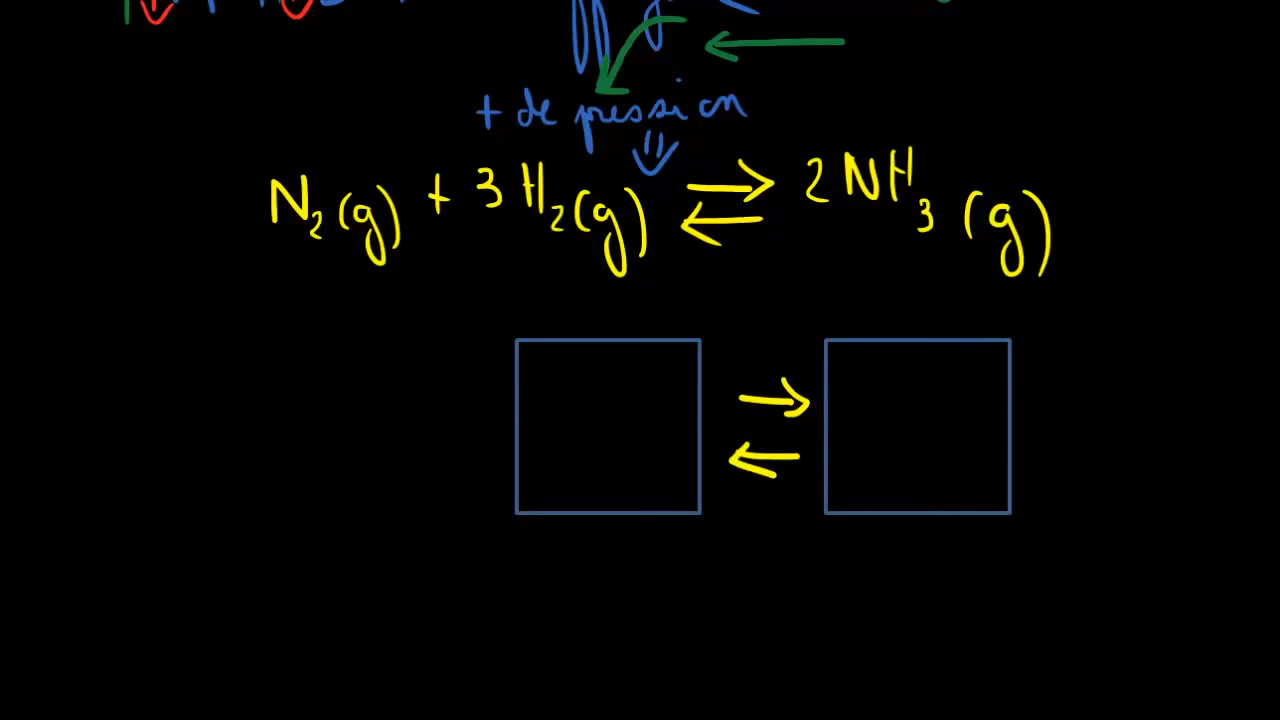 + de pression
N₂(g) + 3 H₂(g) ⇌ 2 NH₃ (g)